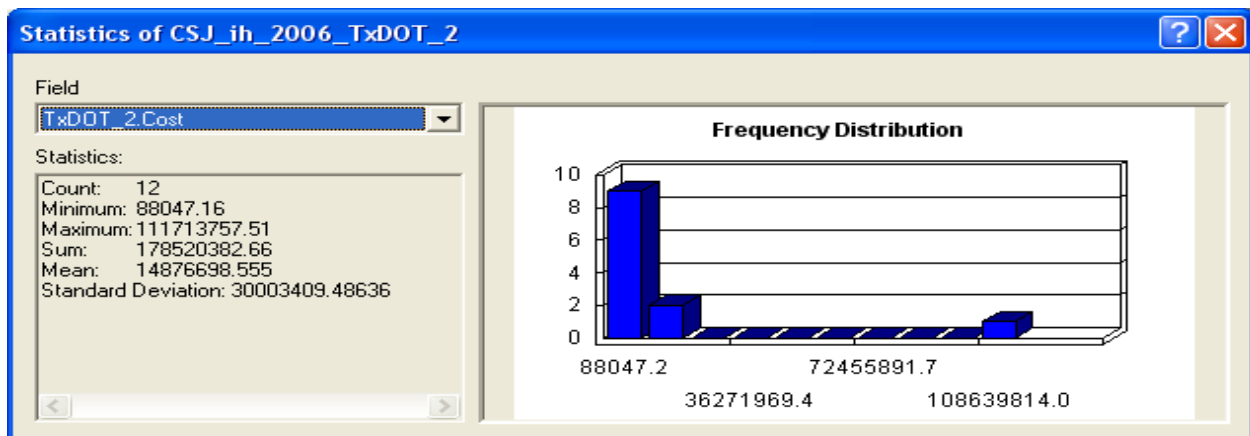 Statistics of CSJ_ih_2006_TxDOT_2
Field
TxDOT_2.Cost
Statistics:
Count: 12
Minimum: 88047.16
Maximum: 111713757.51
Sum: 178520382.66
Mean: 14876698.555
Standard Deviation: 30003409.48636
Frequency Distribution
10
8
6
4
2
0
88047.2 72455891.7
36271969.4 108639814.0